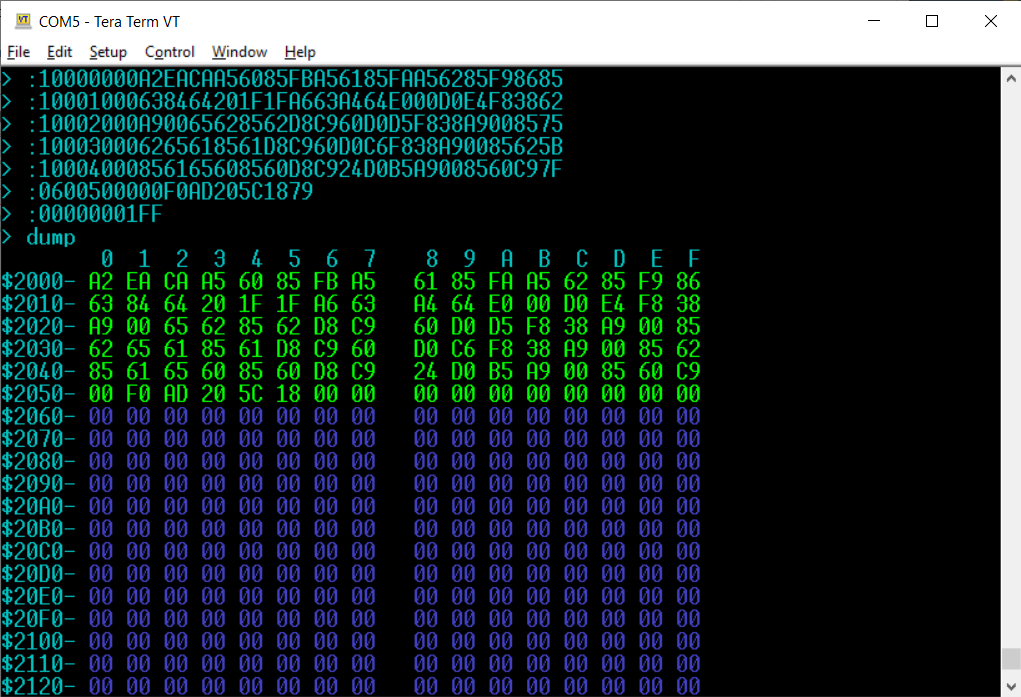 COM5 - Tera Term VT
File Edit Setup Control Window Help
> :10000000A2EACAA56085FBA56185FAA56285F98685
> :1000100063846420 1F1FA663A464E000D0E4F83862
> :10002000A90065628562D8C960D0D5F838A9008575
> :100030006265618561D8C960D0C6F838A90085625B
> :10004000856165608560D8C924D0B5A9008560C97F
> :0600500000F0AD205C1879
> :00000001FF
> dump
0 1 2 3 4 5 6 7 8 9 A B C D E F
$2000- A2 EA CA A5 60 85 FB A5 61 85 FA A5 62 85 F9 86
$2010- 63 84 64 20 1F 1F A6 63 A4 64 E0 00 D0 E4 F8 38
$2020- A9 00 65 62 85 62 D8 C9 60 D0 D5 F8 38 A9 00 85
$2030- 62 65 61 85 61 D8 C9 60 D0 C6 F8 38 A9 00 85 62
$2040- 85 61 65 60 85 60 D8 C9 24 D0 B5 A9 00 85 60 C9
$2050- 00 F0 AD 20 5C 18 00 00 00 00 00 00 00 00 00 00
$2060- 00 00 00 00 00 00 00 00 00 00 00 00 00 00 00 00
$2070- 00 00 00 00 00 00 00 00 00 00 00 00 00 00 00 00
$2080- 00 00 00 00 00 00 00 00 00 00 00 00 00 00 00 00
$2090- 00 00 00 00 00 00 00 00 00 00 00 00 00 00 00 00
$20A0- 00 00 00 00 00 00 00 00 00 00 00 00 00 00 00 00
$20B0- 00 00 00 00 00 00 00 00 00 00 00 00 00 00 00 00
$20C0- 00 00 00 00 00 00 00 00 00 00 00 00 00 00 00 00
$20D0- 00 00 00 00 00 00 00 00 00 00 00 00 00 00 00 00
$20E0- 00 00 00 00 00 00 00 00 00 00 00 00 00 00 00 00
$20F0- 00 00 00 00 00 00 00 00 00 00 00 00 00 00 00 00
$2100- 00 00 00 00 00 00 00 00 00 00 00 00 00 00 00 00
$2110- 00 00 00 00 00 00 00 00 00 00 00 00 00 00 00 00
$2120- 00 00 00 00 00 00 00 00 00 00 00 00 00 00 00 00